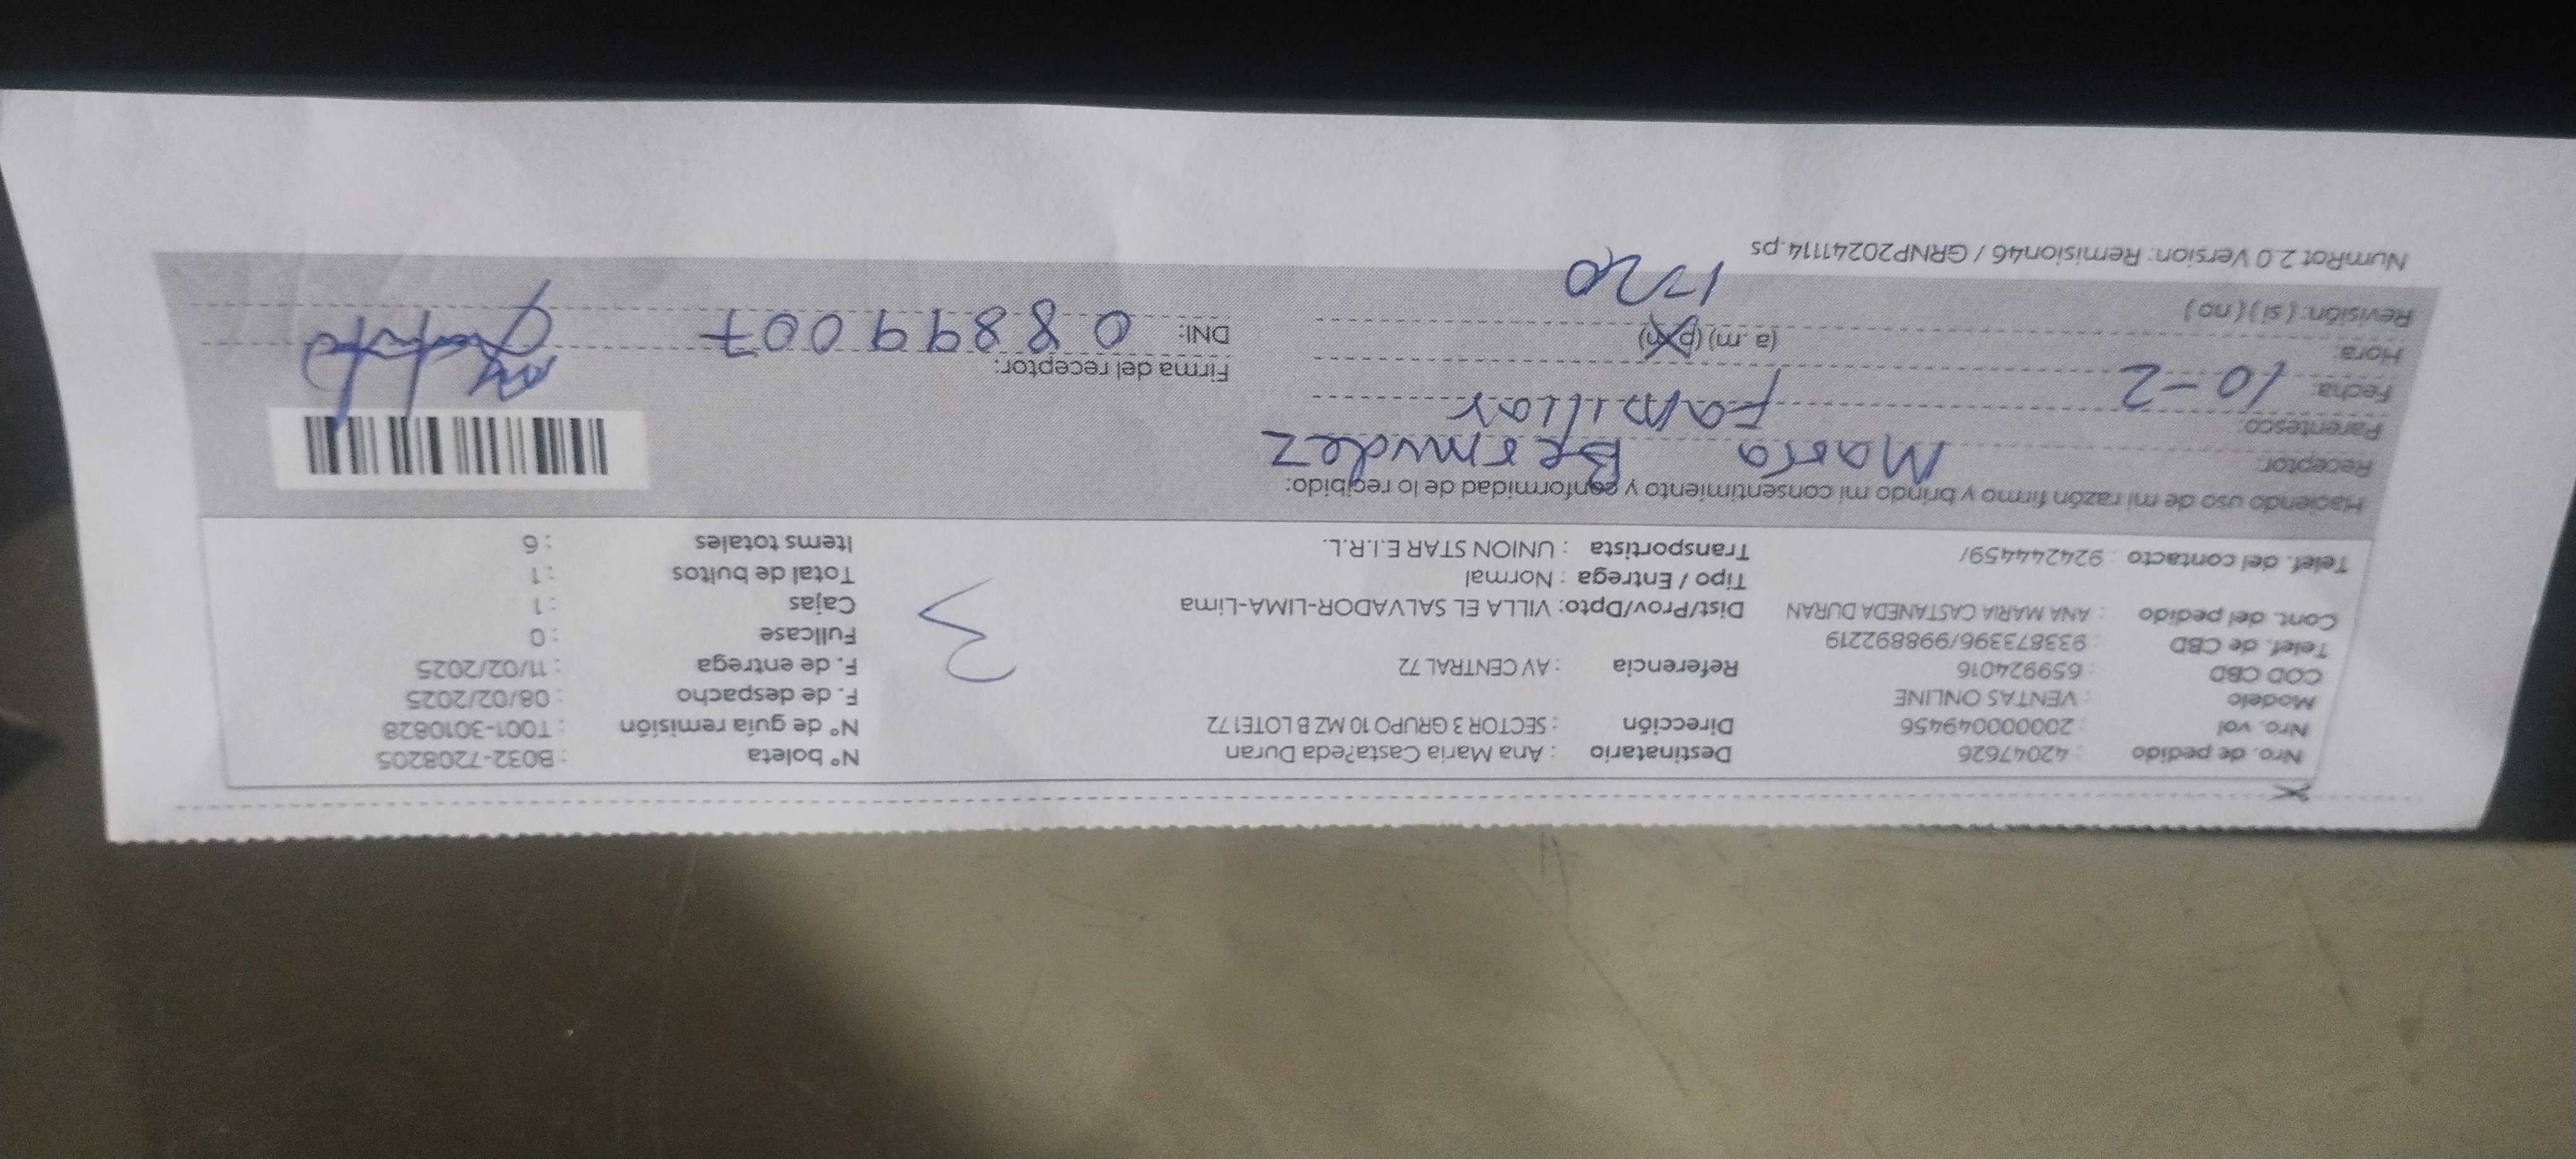 Nro. de pedido : 42047626 Destinatario : Ana Maria Casta?eda Duran N° boleta : B032-7208205
Nro. vol : 20000000494956 Dirección : SECTOR 3 GRUPO 10 MZ B LOTE 172 N° de guía remisión : T001-3010828
Modelo : VENTAS ONLINE F. de despacho : 08/02/2025
COD CBD : 659924016 Referencia : AV CENTRAL 72 F. de entrega : 11/02/2025
Telef. de CBD : 933873396/999892219 Fullcase : 0
Cont. del pedido : ANA MARIA CASTANEDA DURAN Dist/Prov/Dpto: VILLA EL SALVADOR-LIMA-Lima Cajas : 1
3
Tipo / Entrega : Normal Total de bultos : 1
Telef. del contacto : 924244459/ Transportista : UNION STAR E.I.R.L. Items totales : 6
Haciendo uso de mi razón firmo y brindo mi consentimiento y conformidad de lo recibido:
Receptor: María Bermudez
Parentesco: Familiar
Fecha: 10-2 Firma del receptor:
Hora: (a.m) (p.m) DNI: 08899007
Revisión: ( si ) ( no ) 1720
NumRot 2.0 Version: Remision46 / GRNP20241114.ps